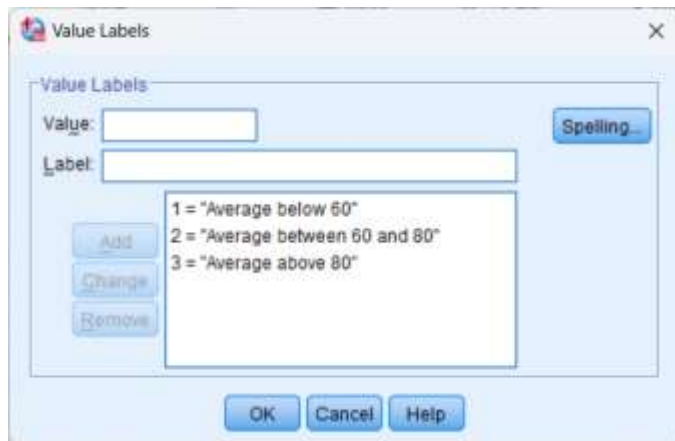 Value Labels
Value Labels
Value:
Spelling...
Label:
1 = "Average below 60"
2 = "Average between 60 and 80"
3 = "Average above 80"
Add
Change
Remove
OK
Cancel
Help